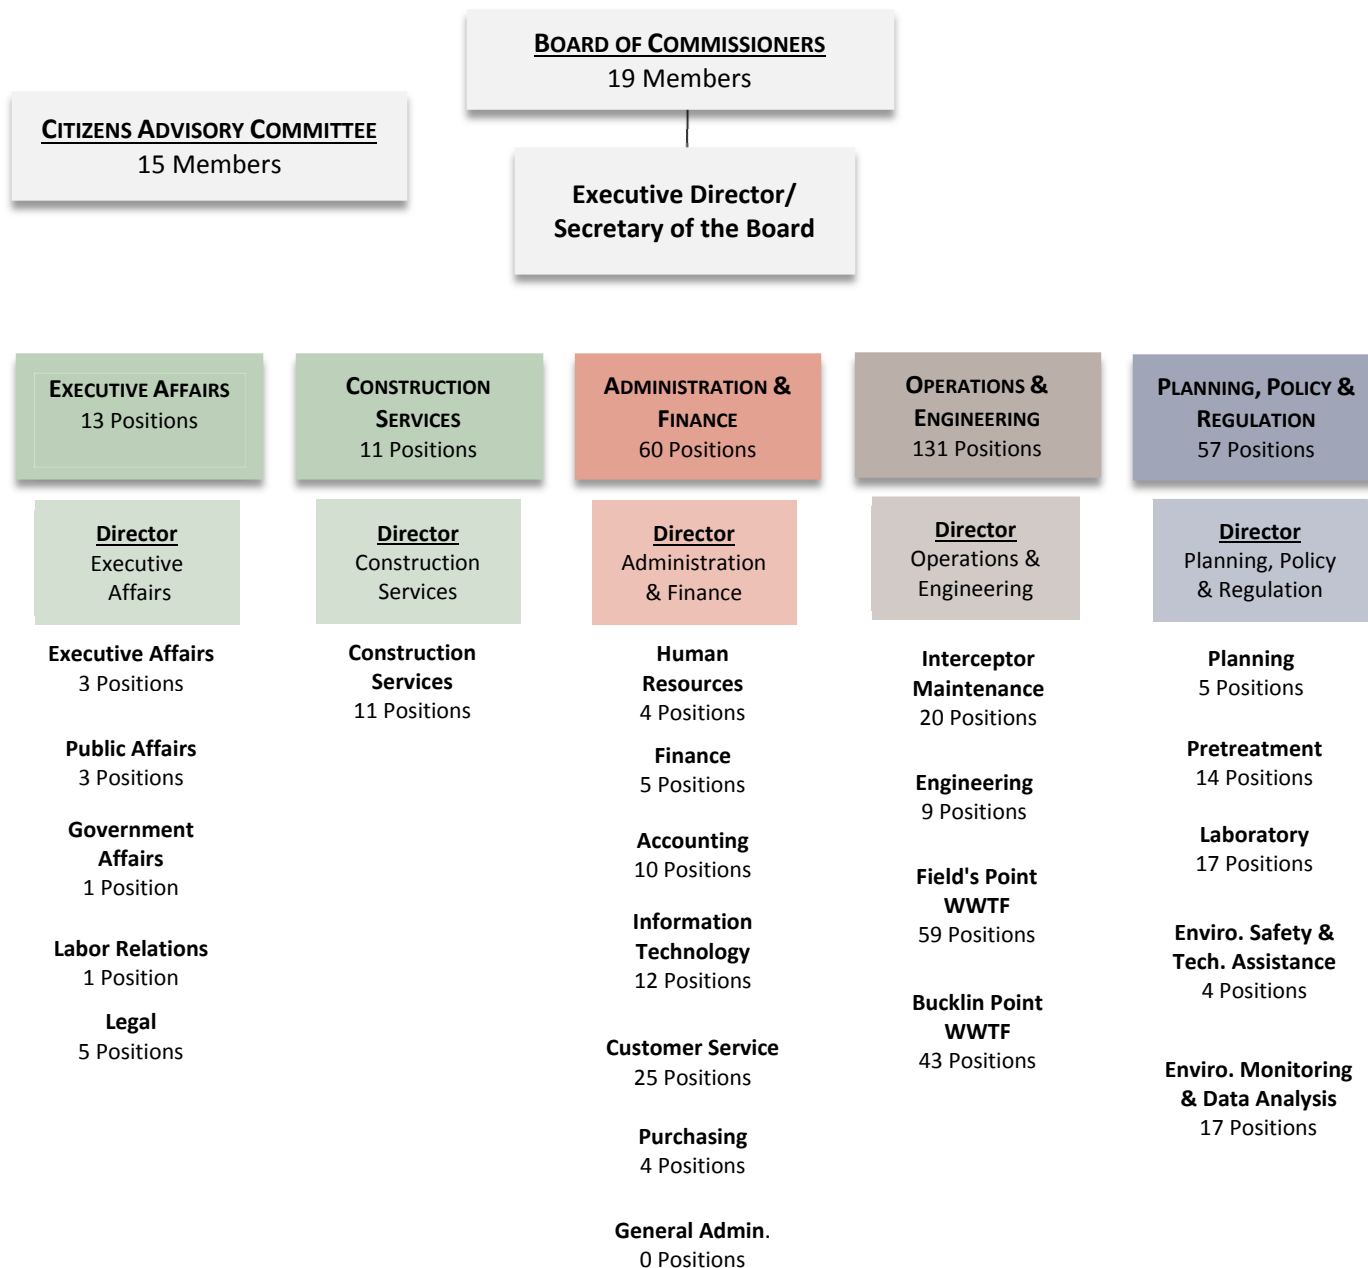 BOARD OF COMMISSIONERS
19 Members
CITIZENS ADVISORY COMMITTEE
15 Members
Executive Director/
Secretary of the Board
EXECUTIVE AFFAIRS
13 Positions
CONSTRUCTION
SERVICES
11 Positions
ADMINISTRATION &
FINANCE
60 Positions
OPERATIONS &
ENGINEERING
131 Positions
PLANNING, POLICY &
REGULATION
57 Positions
Director
Executive
Affairs
Director
Construction
Services
Director
Administration
& Finance
Director
Operations &
Engineering
Director
Planning, Policy
& Regulation
Executive Affairs
3 Positions
Public Affairs
3 Positions
Government
Affairs
1 Position
Labor Relations
1 Position
Legal
5 Positions
Construction
Services
11 Positions
Human
Resources
4 Positions
Finance
5 Positions
Accounting
10 Positions
Information
Technology
12 Positions
Customer Service
25 Positions
Purchasing
4 Positions
General Admin.
0 Positions
Interceptor
Maintenance
20 Positions
Engineering
9 Positions
Field's Point
WWTF
59 Positions
Bucklin Point
WWTF
43 Positions
Planning
5 Positions
Pretreatment
14 Positions
Laboratory
17 Positions
Enviro. Safety &
Tech. Assistance
4 Positions
Enviro. Monitoring
& Data Analysis
17 Positions